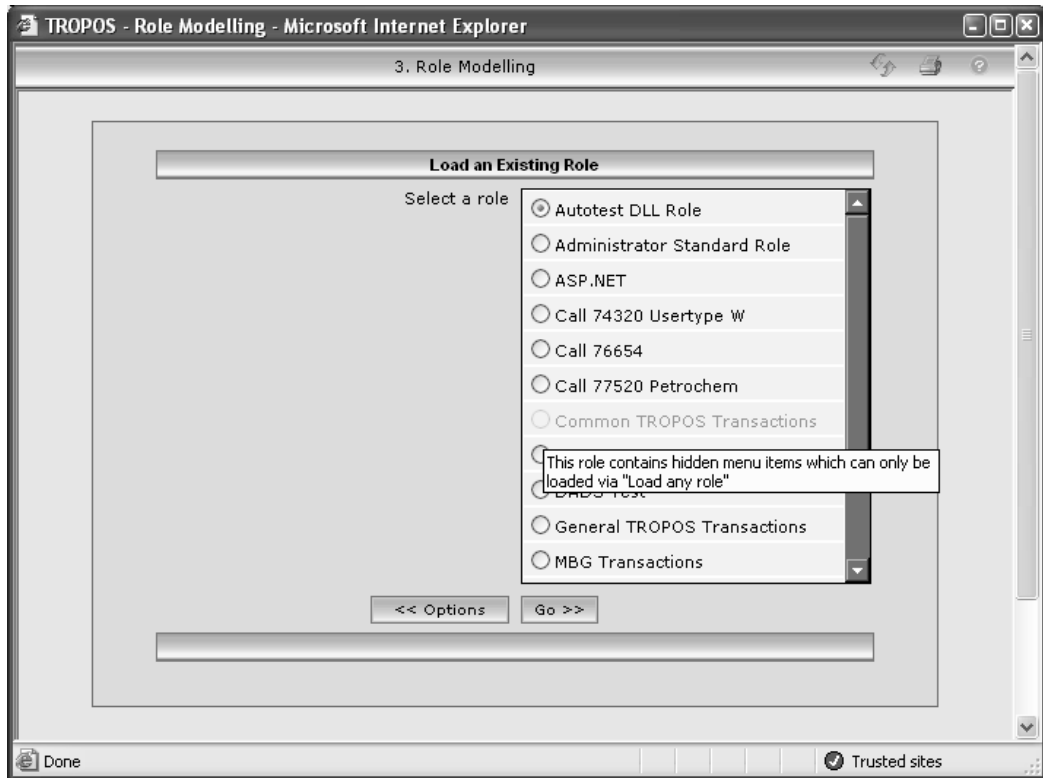 TROPOS - Role Modelling - Microsoft Internet Explorer
3. Role Modelling
Load an Existing Role
Select a role
Autotest DLL Role
Administrator Standard Role
ASP.NET
Call 74320 Usertype W
Call 76654
Call 77520 Petrochem
Common TROPOS Transactions
This role contains hidden menu items which can only be
loaded via "Load any role"
General TROPOS Transactions
MBG Transactions
<< Options
Go >>
Done
Trusted sites